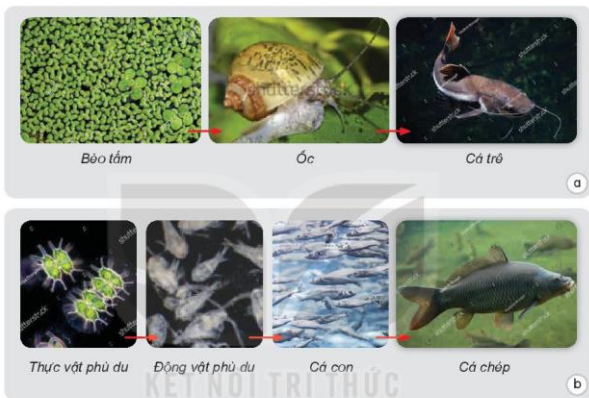 Bèo tấm
Ốc
Cá trê
a
Thực vật phù du
Động vật phù du
Cá con
Cá chép
b
KẾT NỐI TRI THỨC
shutterstock